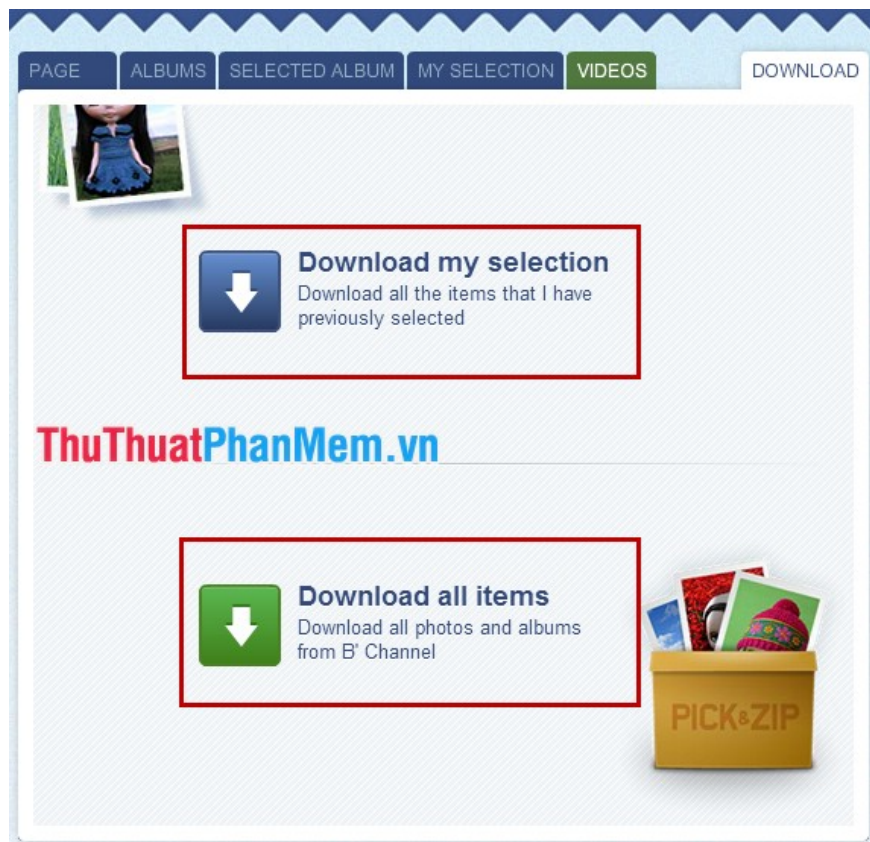 PAGE
ALBUMS
SELECTED ALBUM
MY SELECTION
VIDEOS
DOWNLOAD
Download my selection
Download all the items that I have
previously selected
ThuThuatPhanMem.vn
Download all items
Download all photos and albums
from B' Channel
PICK&ZIP